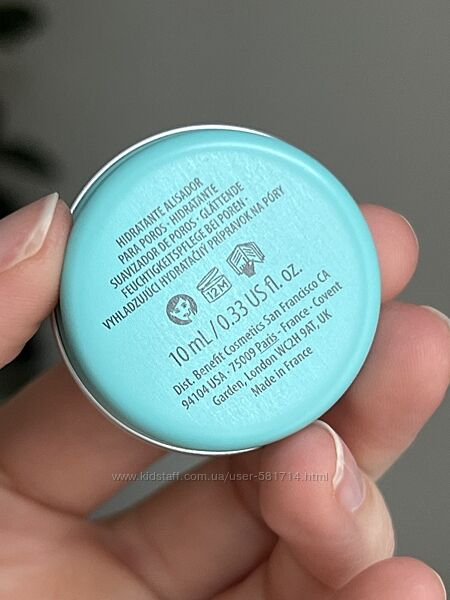 HIDRATANTE ALISADOR
PARA POROS · HIDRATANTE
SUAVIZADOR DE POROS · GLÄTTENDE
FEUCHTIGKEITSPFLEGE BEI POREN ·
VYHLADZUJÚCI HYDRATAČNÝ PRÍPRAVOK NA PÓRY
12M
10 mL / 0.33 US fl. oz.
Dist. Benefit Cosmetics San Francisco CA
94104 USA · 75009 Paris - France - Covent
Garden, London WC2H 9AT, UK
Made in France
www.kidstaff.com.ua/user-581714.html